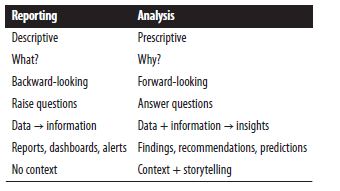 Reporting Analysis
Descriptive Prescriptive
What? Why?
Backward-looking Forward-looking
Raise questions Answer questions
Data → information Data + information → insights
Reports, dashboards, alerts Findings, recommendations, predictions
No context Context + storytelling